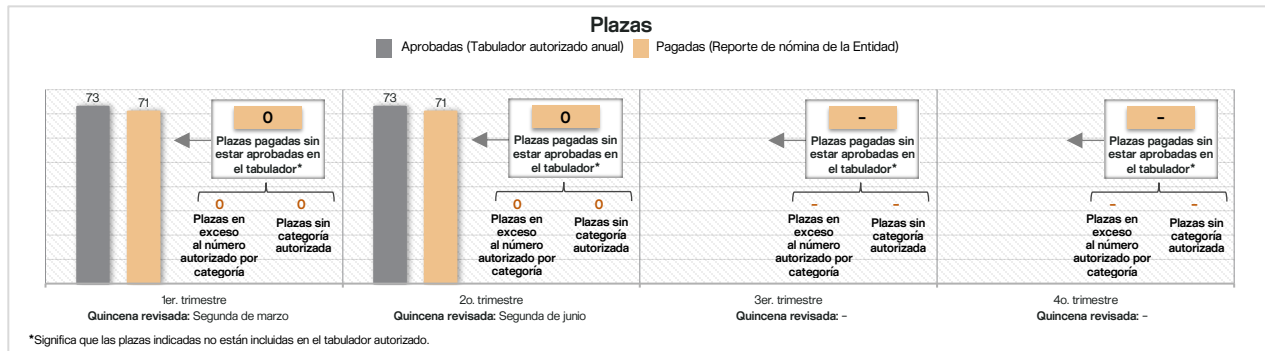 Plazas
Aprobadas (Tabulador autorizado anual) Pagadas (Reporte de nómina de la Entidad)
73
71
0
Plazas pagadas sin
estar aprobadas en
el tabulador*
0 0
Plazas en
exceso
al número
autorizado por
categoría
Plazas sin
categoría
autorizada
1er. trimestre
Quincena revisada: Segunda de marzo
73
71
0
Plazas pagadas sin
estar aprobadas en
el tabulador*
0 0
Plazas en
exceso
al número
autorizado por
categoría
Plazas sin
categoría
autorizada
2o. trimestre
Quincena revisada: Segunda de junio
-
Plazas pagadas sin
estar aprobadas en
el tabulador*
- -
Plazas en
exceso
al número
autorizado por
categoría
Plazas sin
categoría
autorizada
3er. trimestre
Quincena revisada: -
-
Plazas pagadas sin
estar aprobadas en
el tabulador*
- -
Plazas en
exceso
al número
autorizado por
categoría
Plazas sin
categoría
autorizada
4o. trimestre
Quincena revisada: -
*Significa que las plazas indicadas no están incluidas en el tabulador autorizado.